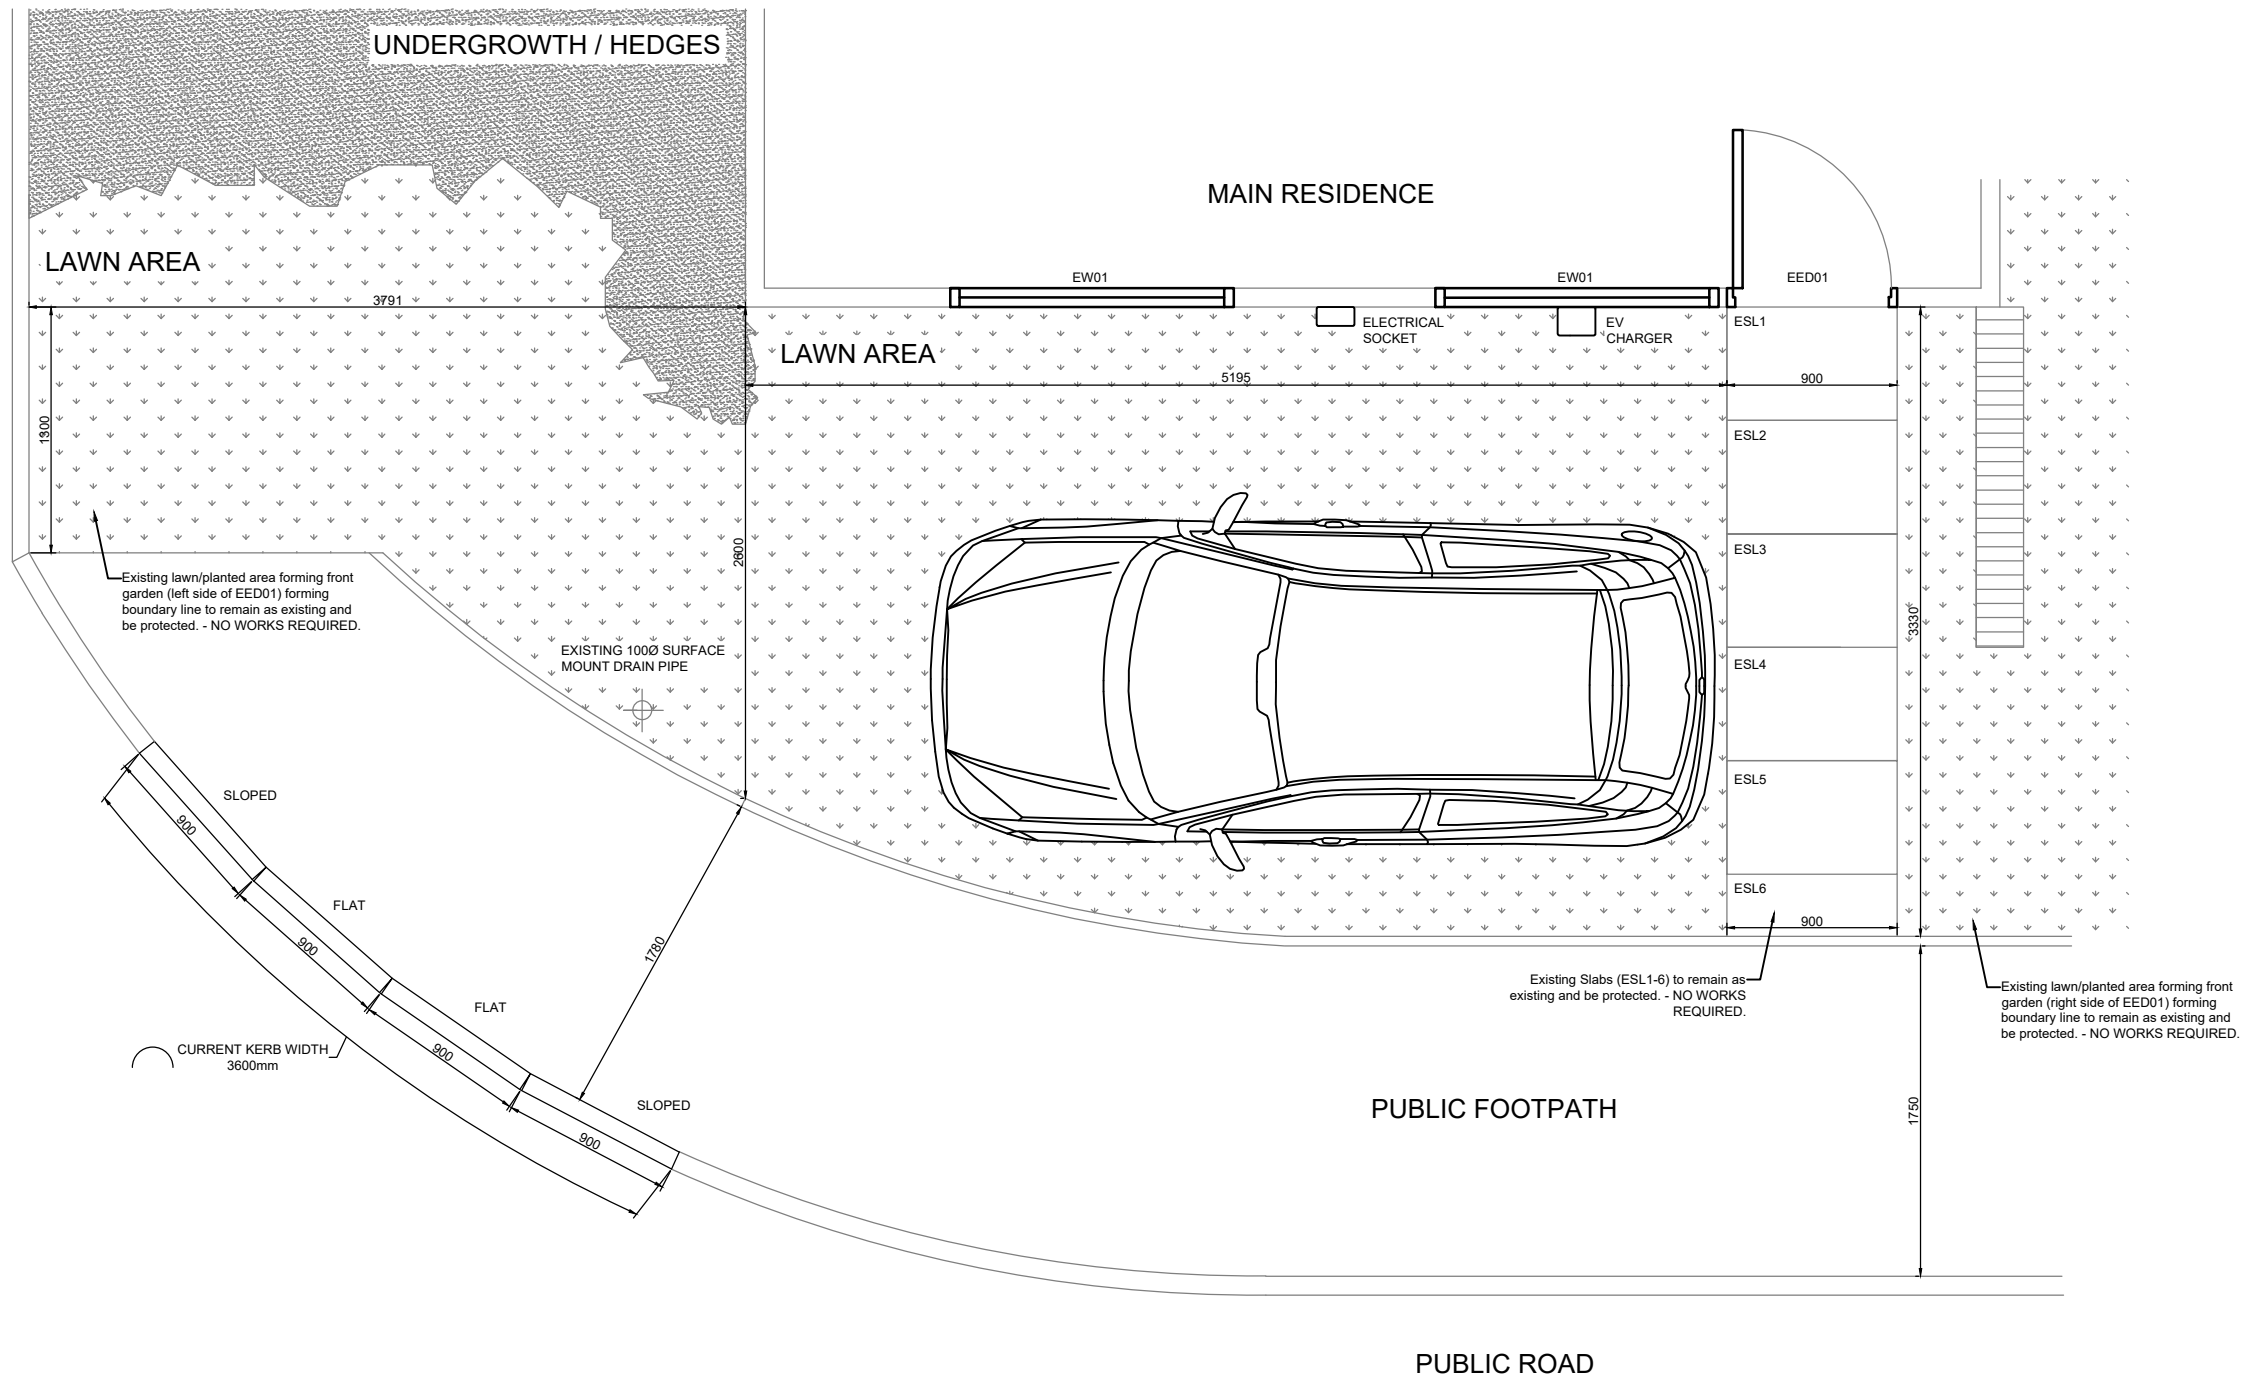 UNDERGROWTH / HEDGES
MAIN RESIDENCE
LAWN AREA
EW01
EW01
EED01
3791
ELECTRICAL
SOCKET
EV
CHARGER
ESL1
LAWN AREA
5195
900
1300
ESL2
2600
ESL3
Existing lawn/planted area forming front
garden (left side of EED01) forming
boundary line to remain as existing and
be protected. - NO WORKS REQUIRED.
3330
EXISTING 100Ø SURFACE
MOUNT DRAIN PIPE
ESL4
ESL5
SLOPED
900
ESL6
FLAT
900
900
1780
Existing Slabs (ESL1-6) to remain as
existing and be protected. - NO WORKS
REQUIRED.
Existing lawn/planted area forming front
garden (right side of EED01) forming
boundary line to remain as existing and
be protected. - NO WORKS REQUIRED.
FLAT
900
CURRENT KERB WIDTH
3600mm
SLOPED
900
PUBLIC FOOTPATH
1750
PUBLIC ROAD